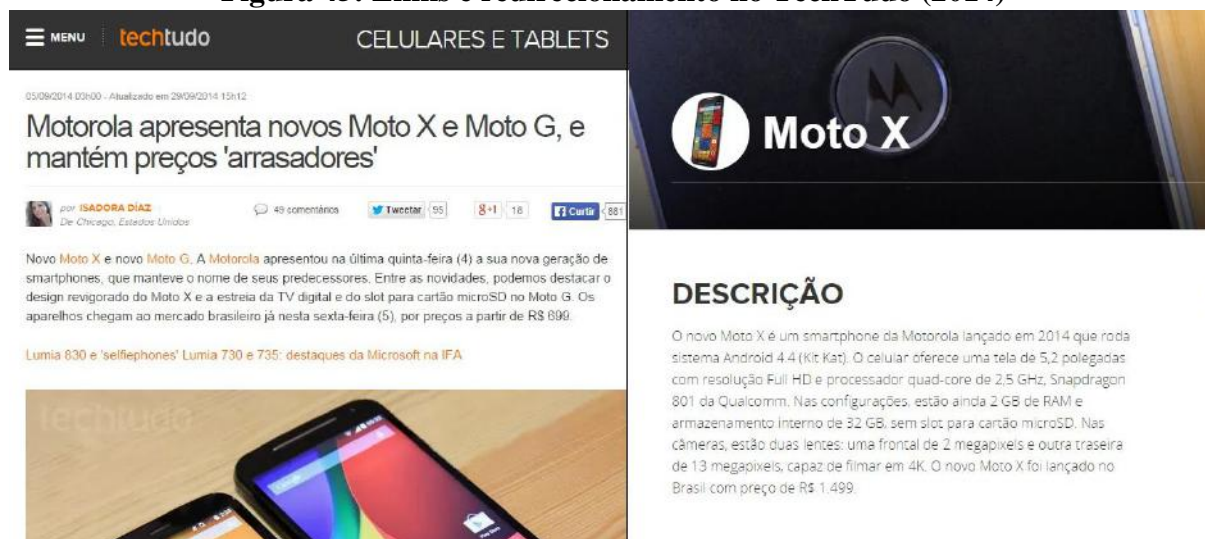 MENU techtudo CELULARES E TABLETS
05/09/2014 03h00 - Atualizado em 29/09/2014 15h12
Motorola apresenta novos Moto X e Moto G, e
mantém preços 'arrasadores'
por ISADORA DÍAZ
De Chicago, Estados Unidos
49 comentários
Tweetar 95
g+1 18
Curtir 881
Novo Moto X e novo Moto G. A Motorola apresentou na última quinta-feira (4) a sua nova geração de
smartphones, que manteve o nome de seus predecessores. Entre as novidades, podemos destacar o
design revigorado do Moto X e a estreia da TV digital e do slot para cartão microSD no Moto G. Os
aparelhos chegam ao mercado brasileiro já nesta sexta-feira (5), por preços a partir de R$ 699.
Lumia 830 e 'selfiephones' Lumia 730 e 735: destaques da Microsoft na IFA
techtudo
Moto X
DESCRIÇÃO
O novo Moto X é um smartphone da Motorola lançado em 2014 que roda
sistema Android 4.4 (Kit Kat). O celular oferece uma tela de 5,2 polegadas
com resolução Full HD e processador quad-core de 2,5 GHz, Snapdragon
801 da Qualcomm. Nas configurações, estão ainda 2 GB de RAM e
armazenamento interno de 32 GB, sem slot para cartão microSD. Nas
câmeras, estão duas lentes: uma frontal de 2 megapixels e outra traseira
de 13 megapixels, capaz de filmar em 4K. O novo Moto X foi lançado no
Brasil com preço de R$ 1.499.